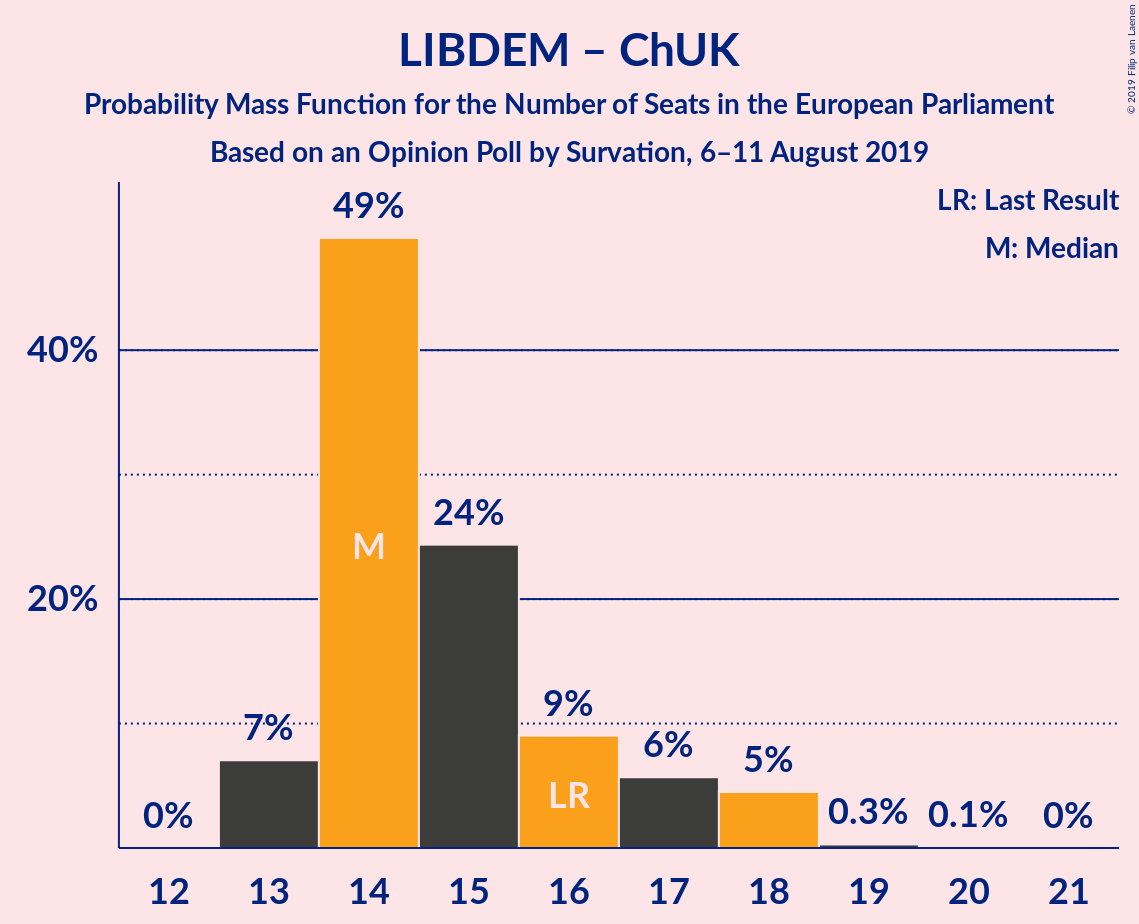 LIBDEM – ChUK
Probability Mass Function for the Number of Seats in the European Parliament
Based on an Opinion Poll by Survation, 6–11 August 2019
© 2019 Filip van Laenen
LR: Last Result
M: Median
49%
40%
24%
M
20%
9%
7%
6%
5%
LR
0%
0.3%
0.1%
0%
12
13
14
15
16
17
18
19
20
21